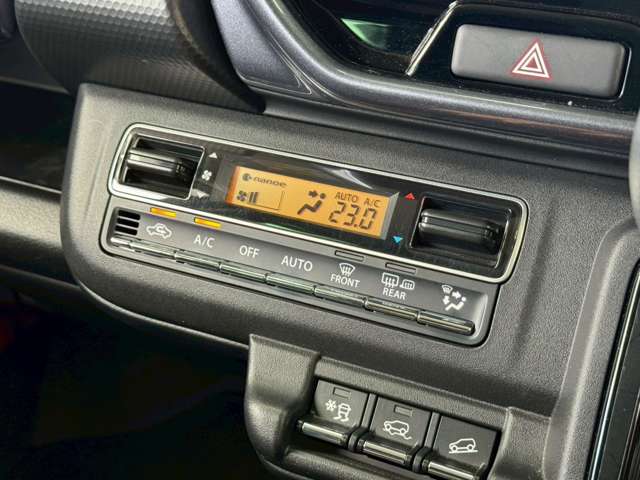 nanoe
AUTO A/C
23.0
A/C
OFF
AUTO
FRONT
REAR